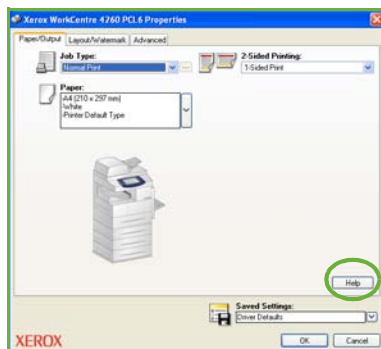 Xerox WorkCentre 4260 PCL6 Properties
Paper/Output Layout/Watermark Advanced
Job Type:
Normal Print
2-Sided Printing:
1-Sided Print
Paper:
-A4 (210 x 297 mm)
-White
-Printer Default Type
Help
Saved Settings:
Driver Defaults
XEROX
OK Cancel